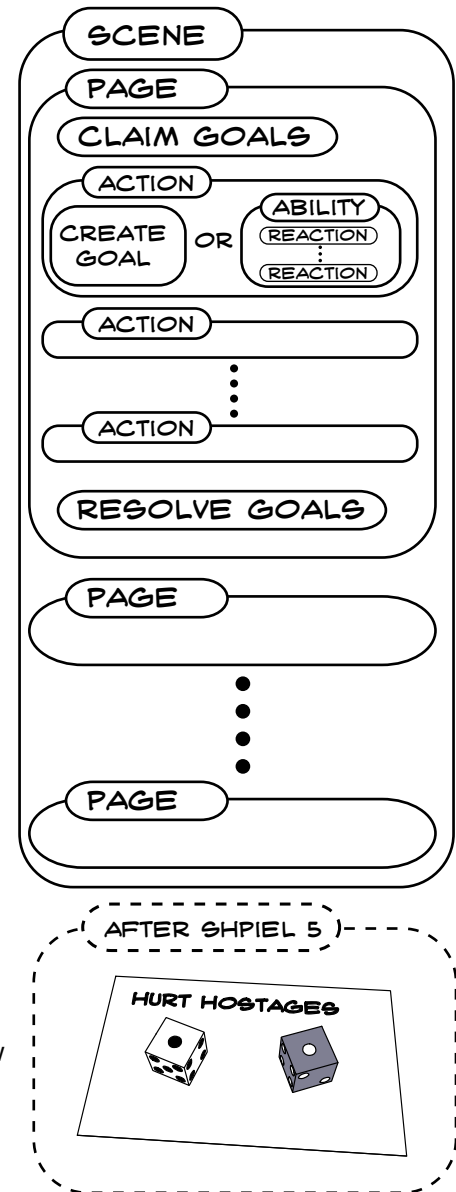 SCENE
PAGE
CLAIM GOALS
ACTION
CREATE
GOAL
OR
ABILITY
REACTION
REACTION
ACTION
ACTION
RESOLVE GOALS
PAGE
PAGE
AFTER SHPIEL 5
HURT HOSTAGES